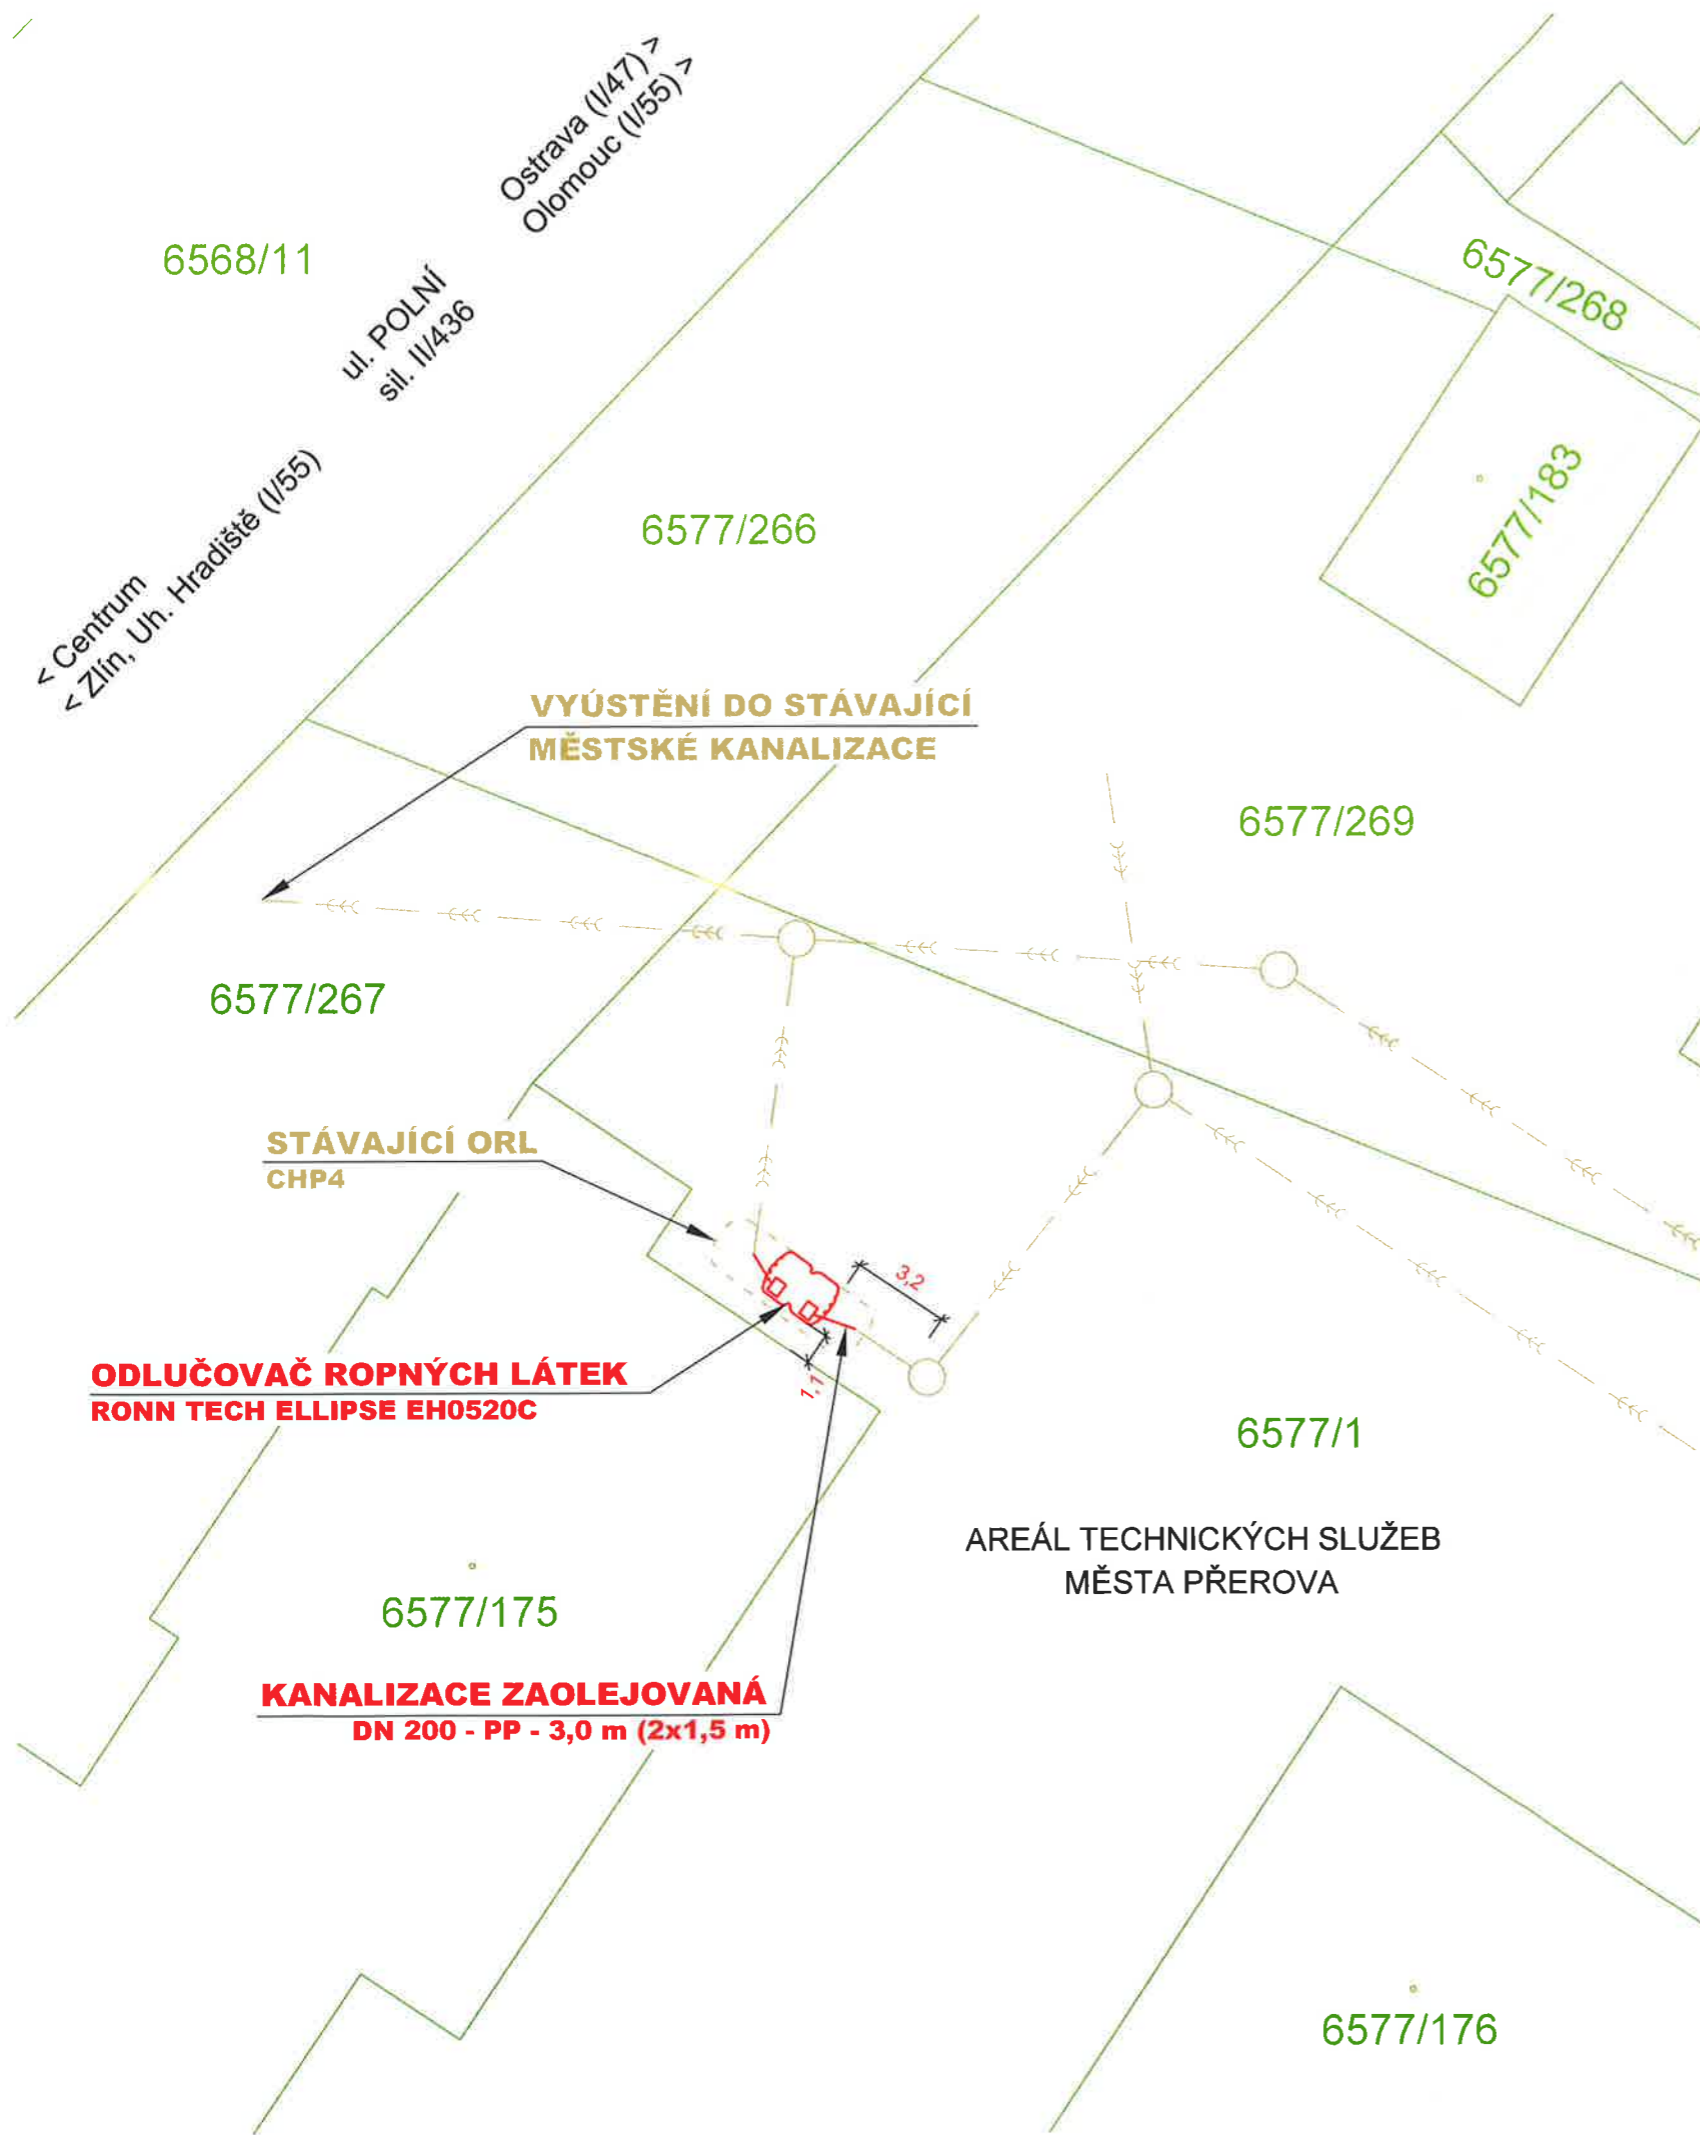 Ostrava (I/47) >
Olomouc (I/55) >
6568/11
ul. POLNÍ
sil. II/436
6577/268
< Centrum
< Zlín, Uh. Hradiště (I/55)
6577/266
6577/183
VYÚSTĚNÍ DO STÁVAJÍCÍ
MĚSTSKÉ KANALIZACE
6577/269
6577/267
STÁVAJÍCÍ ORL
CHP4
3,2
ODLUČOVAČ ROPNÝCH LÁTEK
RONN TECH ELLIPSE EH0520C
1,1
6577/1
AREÁL TECHNICKÝCH SLUŽEB
MĚSTA PŘEROVA
6577/175
KANALIZACE ZAOLEJOVANÁ
DN 200 - PP - 3,0 m (2x1,5 m)
6577/176